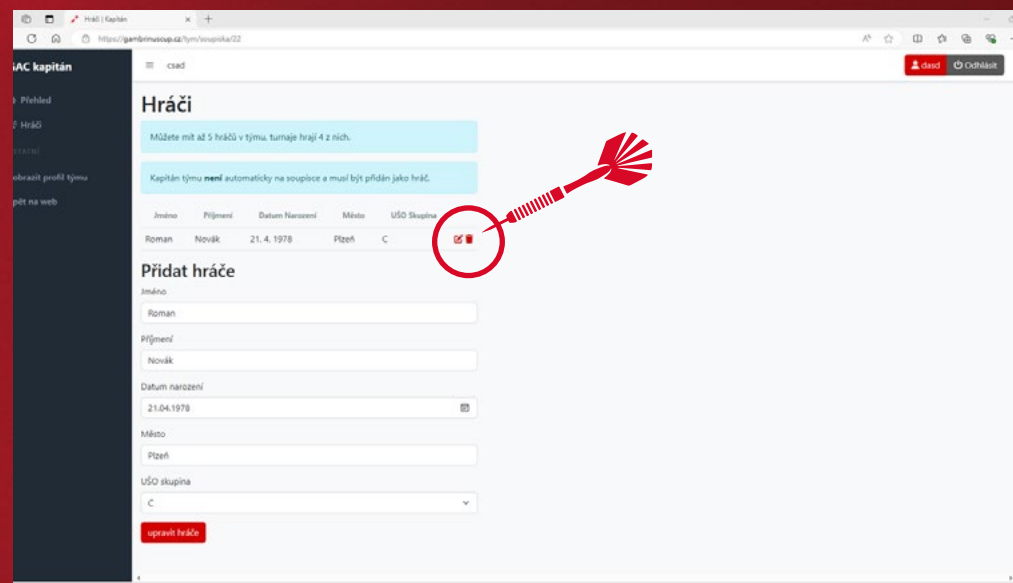 Hráči | Kapitán
https://gambrinuscup.cz/tym/soupiska/22
kapitán
csad
dasd
Odhlásit
Přehled
Hráči
zobrazit profil týmu
zpět na web
Hráči
Můžete mít až 5 hráčů v týmu, turnaje hrají 4 z nich.
Kapitán týmu není automaticky na soupisce a musí být přidán jako hráč.
Jméno Příjmení Datum Narození Město UŠO Skupina
Roman Novák 21. 4. 1978 Plzeň C
Přidat hráče
Jméno
Roman
Příjmení
Novák
Datum narození
21.04.1978
Město
Plzeň
UŠO skupina
C
upravit hráče